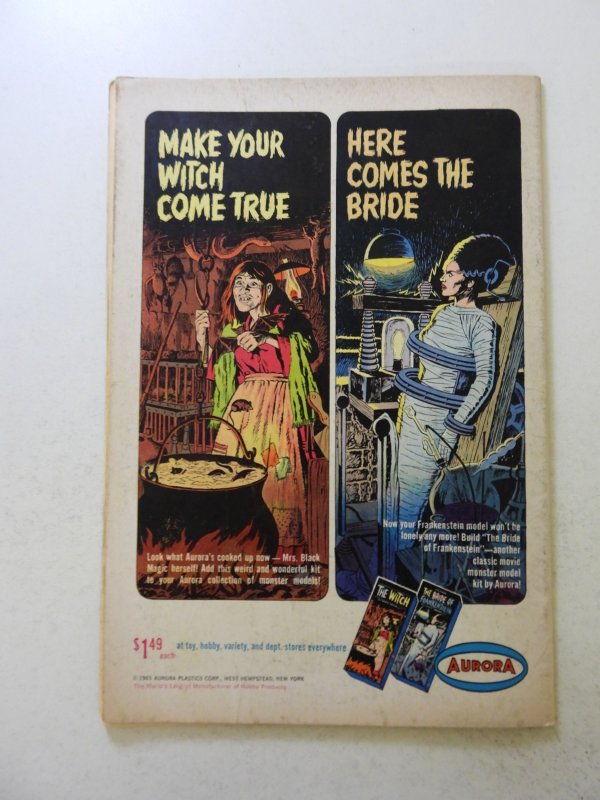 MAKE YOUR
WITCH
COME TRUE
Look what Aurora's cooked up now — Mrs. Black
Magic herself! Add this weird and wonderful kit
to your Aurora collection of monster models!
HERE
COMES THE
BRIDE
Now your Frankenstein model won't be
lonely any more! Build "The Bride
of Frankenstein"—another
classic movie
monster model
kit by Aurora!
$1 49
each
at toy, hobby, variety, and dept. stores everywhere
THE WITCH
THE BRIDE OF
FRANKENSTEIN
AURORA
© 1965 AURORA PLASTICS CORP., WEST HEMPSTEAD, NEW YORK
The World's Largest Manufacturer of Hobby Products